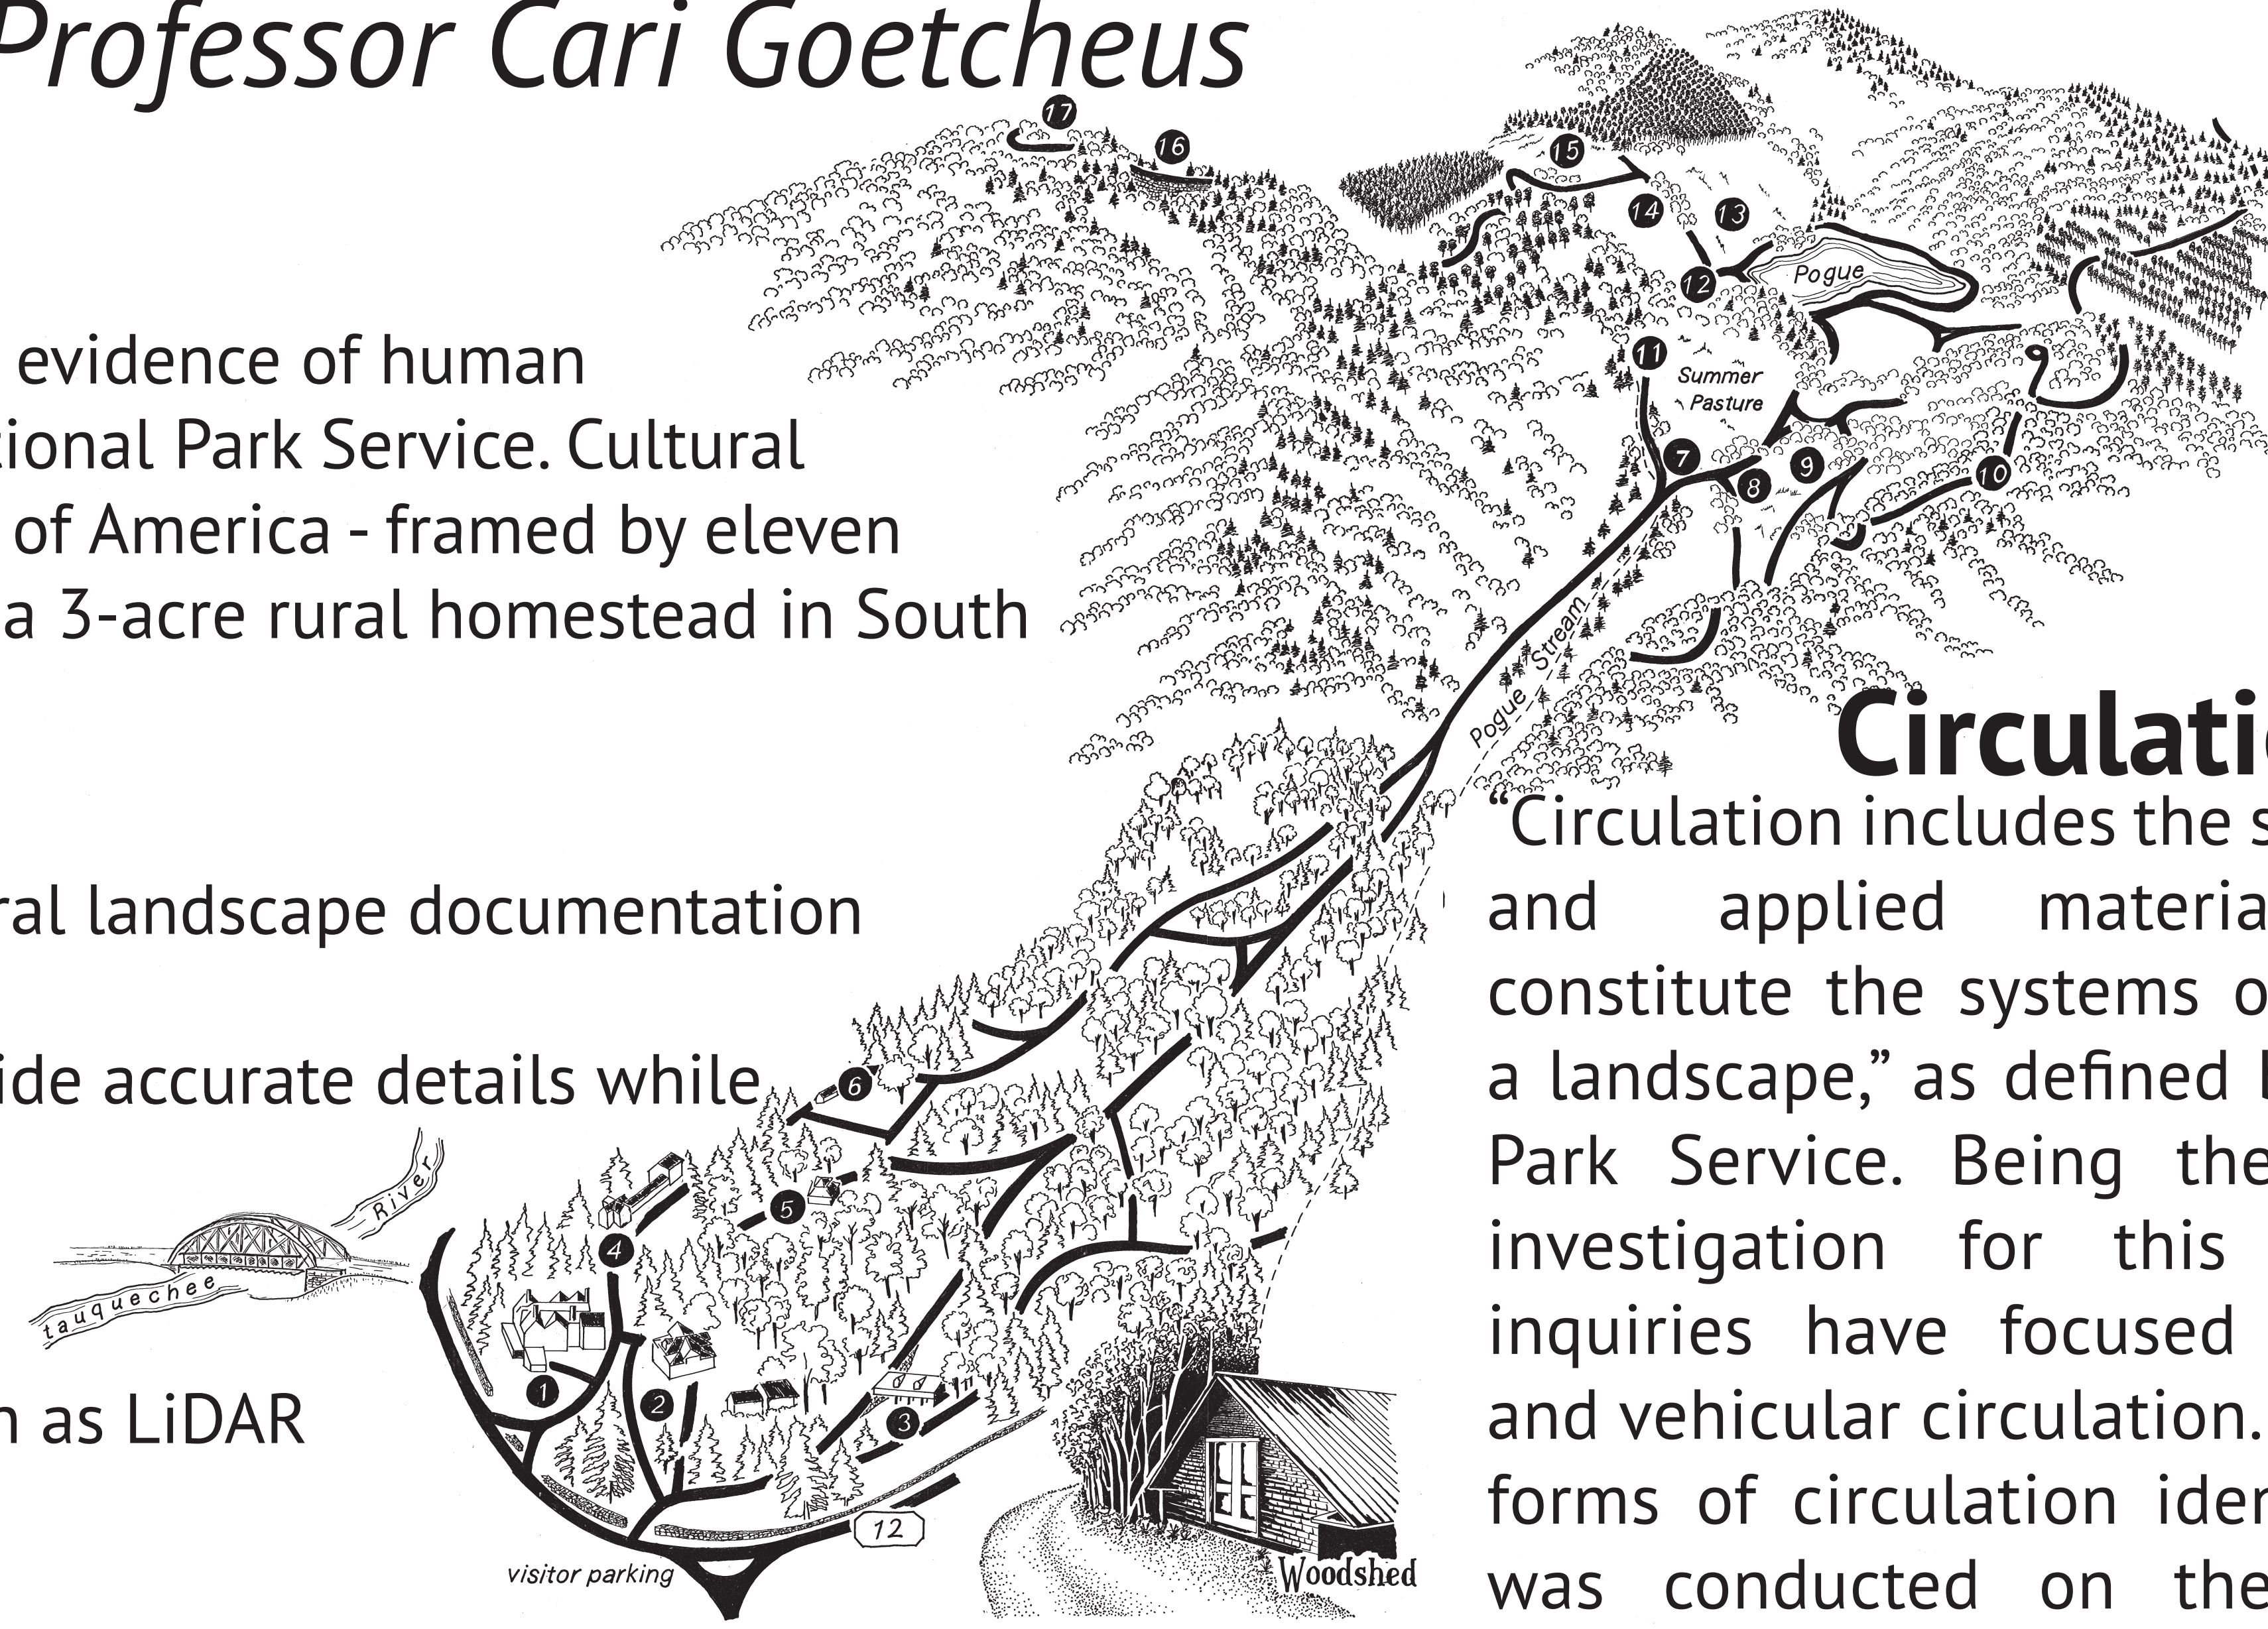 Professor Cari Goetcheus
evidence of human
tional Park Service. Cultural
of America - framed by eleven
a 3-acre rural homestead in South
ral landscape documentation
ide accurate details while
h as LiDAR
17
16
15
14
13
12
Pogue
11
Summer
Pasture
7
8
9
10
Pogue Stream
6
5
4
River
tauquechee
1
2
3
12
visitor parking
Woodshed
Circulati
“Circulation includes the s
and applied materia
constitute the systems o
a landscape,” as defined b
Park Service. Being the
investigation for this
inquiries have focused
and vehicular circulation.
forms of circulation iden
was conducted on the